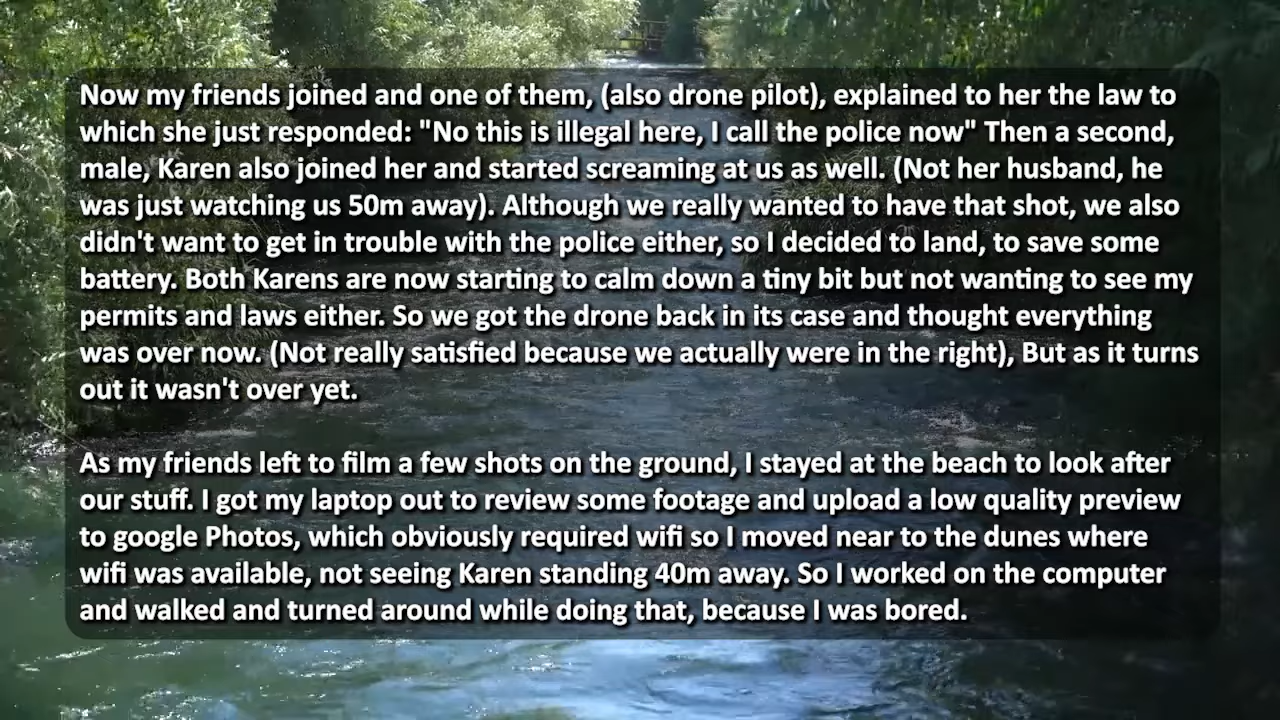 Now my friends joined and one of them, (also drone pilot), explained to her the law to
which she just responded: "No this is illegal here, I call the police now" Then a second,
male, Karen also joined her and started screaming at us as well. (Not her husband, he
was just watching us 50m away). Although we really wanted to have that shot, we also
didn't want to get in trouble with the police either, so I decided to land, to save some
battery. Both Karens are now starting to calm down a tiny bit but not wanting to see my
permits and laws either. So we got the drone back in its case and thought everything
was over now. (Not really satisfied because we actually were in the right), But as it turns
out it wasn't over yet.

As my friends left to film a few shots on the ground, I stayed at the beach to look after
our stuff. I got my laptop out to review some footage and upload a low quality preview
to google Photos, which obviously required wifi so I moved near to the dunes where
wifi was available, not seeing Karen standing 40m away. So I worked on the computer
and walked and turned around while doing that, because I was bored.